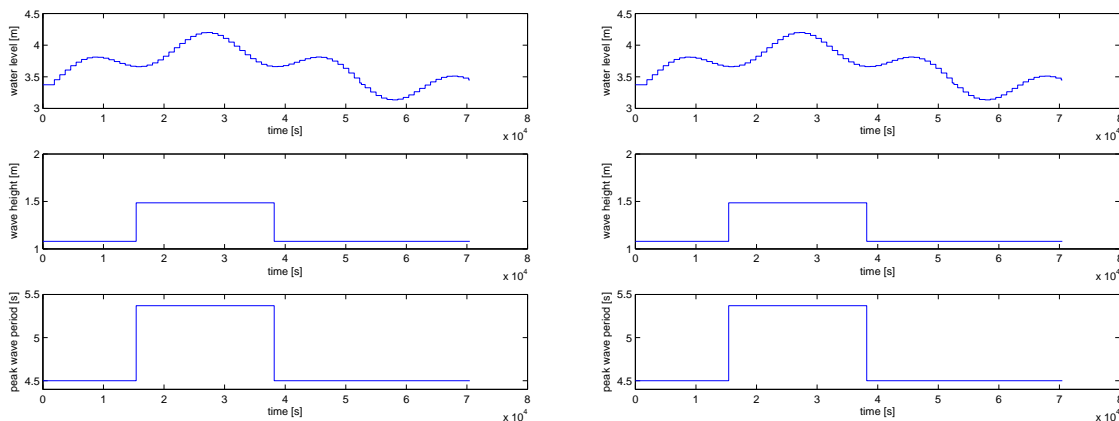 4.5
4
3.5
3
water level [m]
0 1 2 3 4 5 6 7 8
time [s]
x 10^4
2
1.5
1
wave height [m]
0 1 2 3 4 5 6 7 8
time [s]
x 10^4
5.5
5
4.5
peak wave period [s]
0 1 2 3 4 5 6 7 8
time [s]
x 10^4
4.5
4
3.5
3
water level [m]
0 1 2 3 4 5 6 7 8
time [s]
x 10^4
2
1.5
1
wave height [m]
0 1 2 3 4 5 6 7 8
time [s]
x 10^4
5.5
5
4.5
peak wave period [s]
0 1 2 3 4 5 6 7 8
time [s]
x 10^4